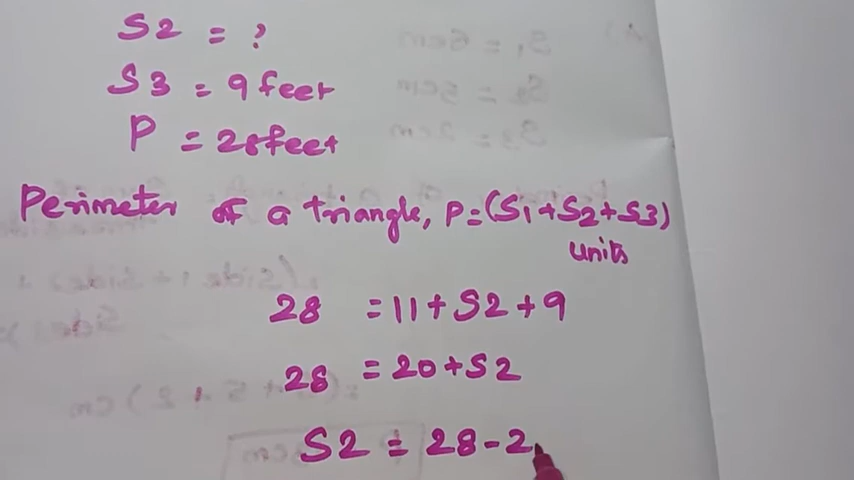 S2 = ?
S3 = 9 feet
P = 28 feet
Perimeter of a triangle, P = (S1 + S2 + S3)
units
28 = 11 + S2 + 9
28 = 20 + S2
S2 = 28 - 2